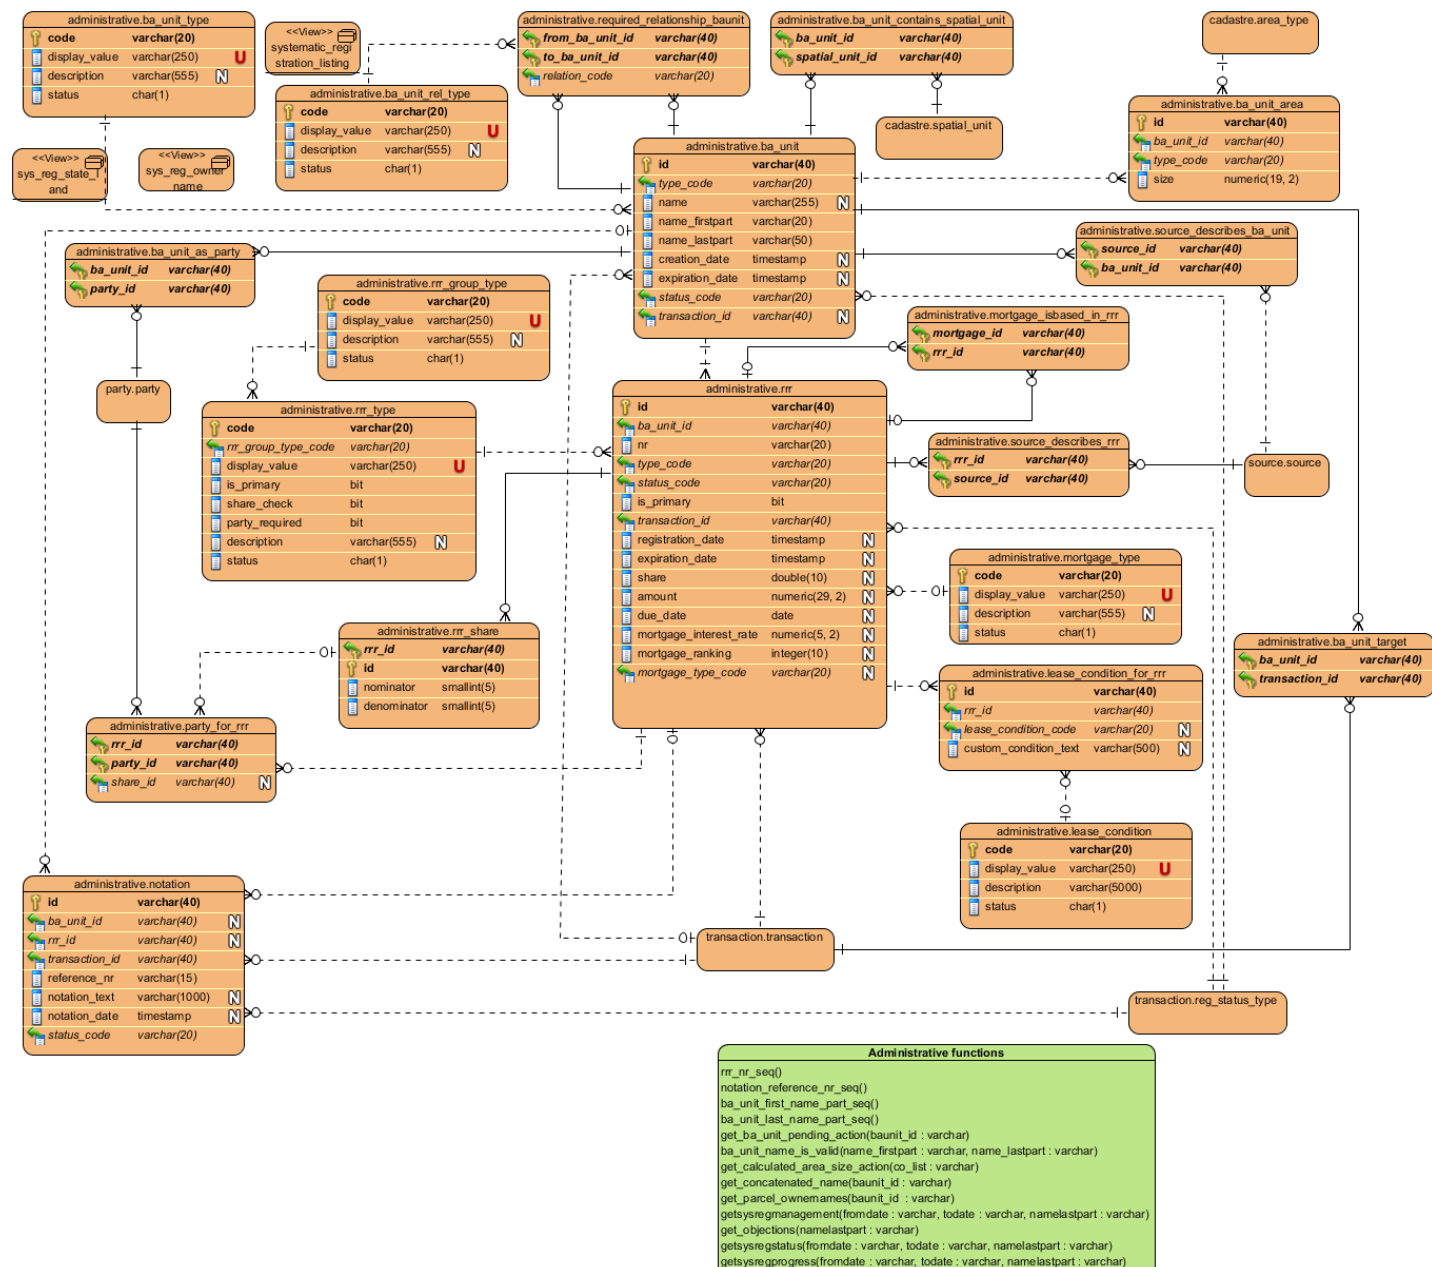 administrative.ba_unit_type
code varchar(20)
display_value varchar(250) U
description varchar(555) N
status char(1)
<<View>>
systematic_regi
stration_listing
administrative.required_relationship_baunit
from_ba_unit_id varchar(40)
to_ba_unit_id varchar(40)
relation_code varchar(20)
administrative.ba_unit_contains_spatial_unit
ba_unit_id varchar(40)
spatial_unit_id varchar(40)
cadastre.area_type
administrative.ba_unit_rel_type
code varchar(20)
display_value varchar(250) U
description varchar(555) N
status char(1)
cadastre.spatial_unit
administrative.ba_unit_area
id varchar(40)
ba_unit_id varchar(40)
type_code varchar(20)
size numeric(19, 2)
<<View>>
sys_reg_state_l
and
<<View>>
sys_reg_owner
name
administrative.ba_unit
id varchar(40)
type_code varchar(20)
name varchar(255) N
name_firstpart varchar(20)
name_lastpart varchar(50)
creation_date timestamp N
expiration_date timestamp N
status_code varchar(20)
transaction_id varchar(40) N
administrative.source_describes_ba_unit
source_id varchar(40)
ba_unit_id varchar(40)
administrative.ba_unit_as_party
ba_unit_id varchar(40)
party_id varchar(40)
administrative.rrr_group_type
code varchar(20)
display_value varchar(250) U
description varchar(555) N
status char(1)
administrative.mortgage_isbased_in_rrr
mortgage_id varchar(40)
rrr_id varchar(40)
party.party
administrative.rrr_type
code varchar(20)
rrr_group_type_code varchar(20)
display_value varchar(250) U
is_primary bit
share_check bit
party_required bit
description varchar(555) N
status char(1)
administrative.rrr
id varchar(40)
ba_unit_id varchar(40)
nr varchar(20)
type_code varchar(20)
status_code varchar(20)
is_primary bit
transaction_id varchar(40)
registration_date timestamp N
expiration_date timestamp N
share double(10) N
amount numeric(29, 2) N
due_date date N
mortgage_interest_rate numeric(5, 2) N
mortgage_ranking integer(10) N
mortgage_type_code varchar(20) N
administrative.source_describes_rrr
rrr_id varchar(40)
source_id varchar(40)
source.source
administrative.mortgage_type
code varchar(20)
display_value varchar(250) U
description varchar(555) N
status char(1)
administrative.rrr_share
rrr_id varchar(40)
id varchar(40)
nominator smallint(5)
denominator smallint(5)
administrative.ba_unit_target
ba_unit_id varchar(40)
transaction_id varchar(40)
administrative.lease_condition_for_rrr
id varchar(40)
rrr_id varchar(40)
lease_condition_code varchar(20) N
custom_condition_text varchar(500) N
administrative.party_for_rrr
rrr_id varchar(40)
party_id varchar(40)
share_id varchar(40) N
administrative.lease_condition
code varchar(20)
display_value varchar(250) U
description varchar(5000)
status char(1)
administrative.notation
id varchar(40)
ba_unit_id varchar(40) N
rrr_id varchar(40) N
transaction_id varchar(40)
reference_nr varchar(15)
notation_text varchar(1000) N
notation_date timestamp N
status_code varchar(20)
transaction.transaction
transaction.reg_status_type
Administrative functions
rrr_nr_seq()
notation_reference_nr_seq()
ba_unit_first_name_part_seq()
ba_unit_last_name_part_seq()
get_ba_unit_pending_action(baunit_id : varchar)
ba_unit_name_is_valid(name_firstpart : varchar, name_lastpart : varchar)
get_calculated_area_size_action(co_list : varchar)
get_concatenated_name(baunit_id : varchar)
get_parcel_ownernames(baunit_id : varchar)
getsysregmanagement(fromdate : varchar, todate : varchar, namelastpart : varchar)
get_objections(namelastpart : varchar)
getsysregstatus(fromdate : varchar, todate : varchar, namelastpart : varchar)
getsysregprogress(fromdate : varchar, todate : varchar, namelastpart : varchar)